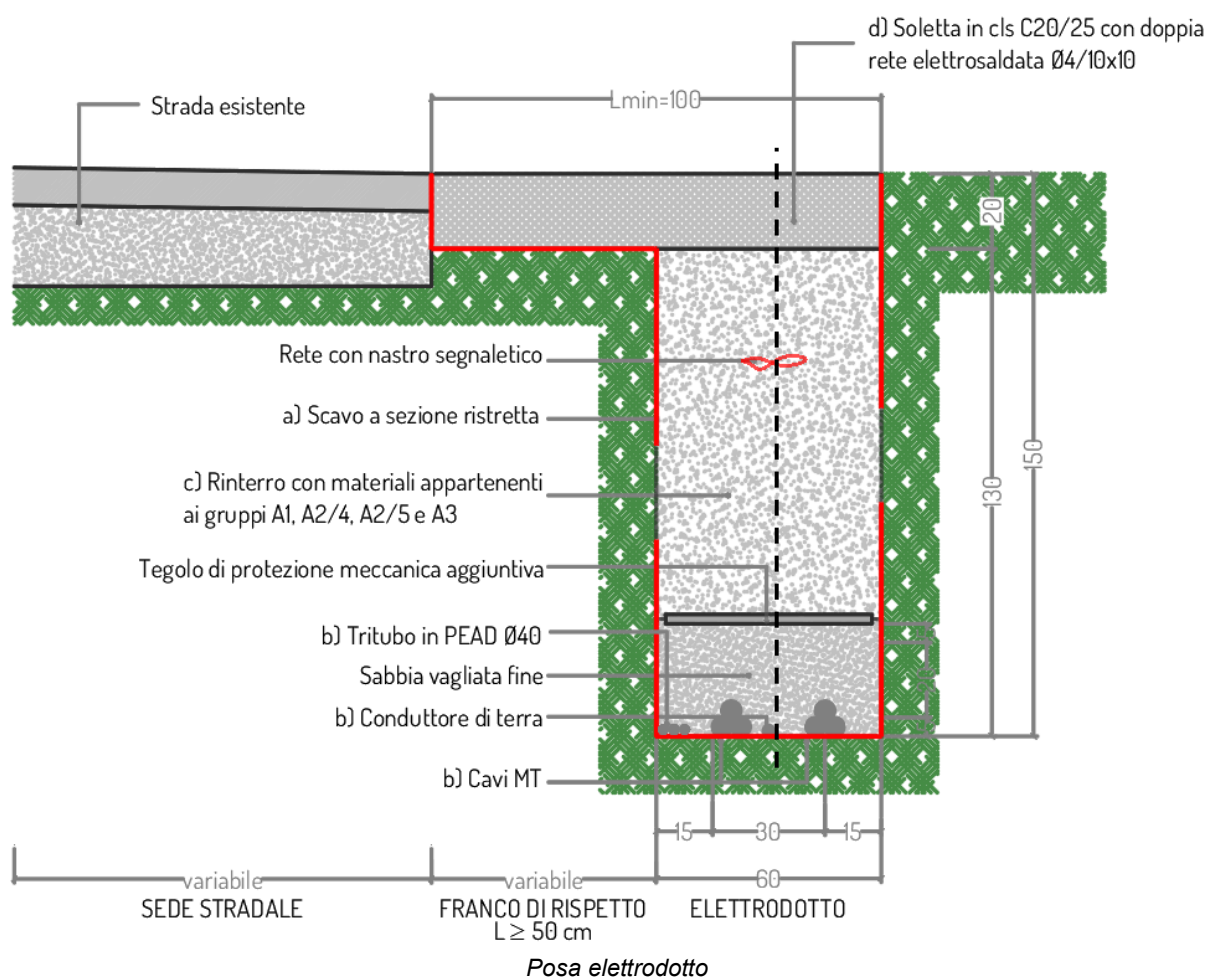 d) Soletta in cls C20/25 con doppia
rete elettrosaldata Ø4/10x10
Strada esistente
Lmin=100
20
Rete con nastro segnaletico
a) Scavo a sezione ristretta
150
c) Rinterro con materiali appartenenti
ai gruppi A1, A2/4, A2/5 e A3
130
Tegolo di protezione meccanica aggiuntiva
b) Tritubo in PEAD Ø40
Sabbia vagliata fine
b) Conduttore di terra
b) Cavi MT
15
30
15
variabile
variabile
60
SEDE STRADALE
FRANCO DI RISPETTO
L ≥ 50 cm
ELETTRODOTTO
Posa elettrodotto